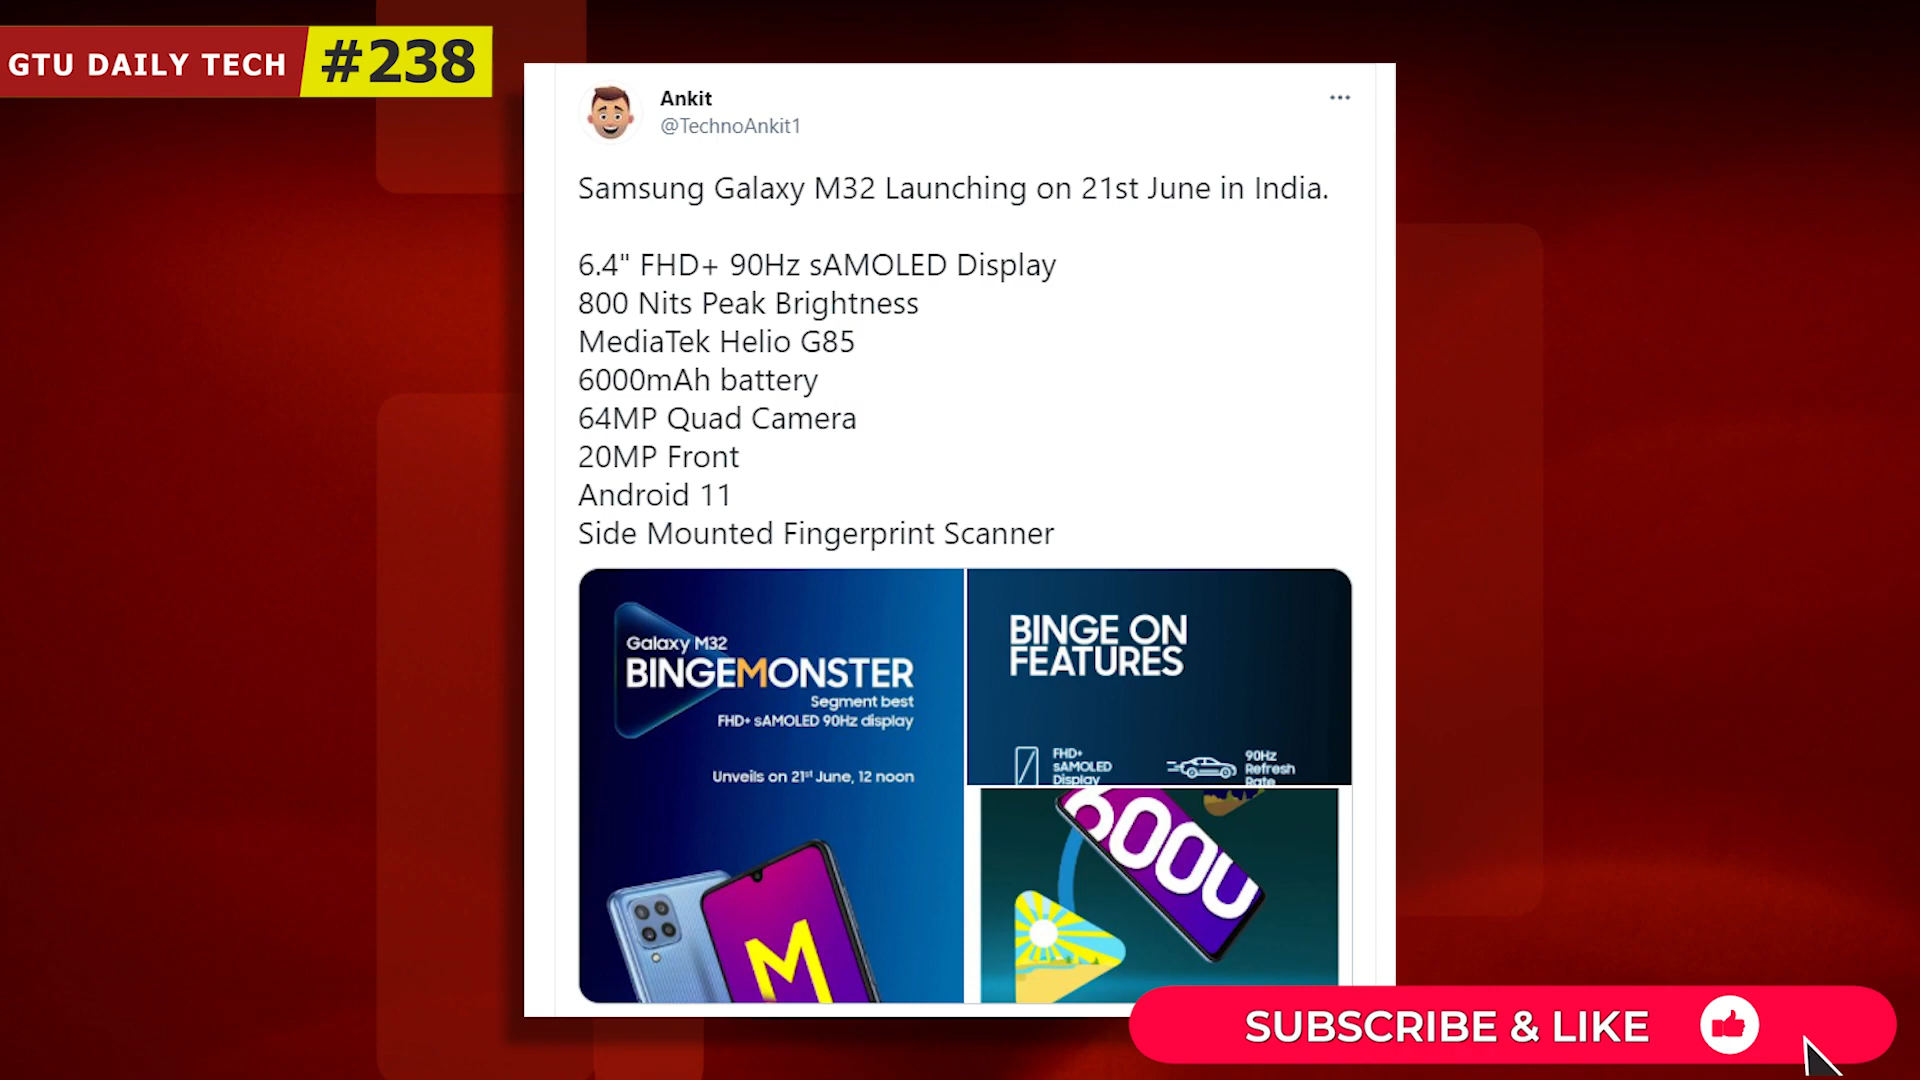 GTU DAILY TECH #238
Ankit
@TechnoAnkit1
Samsung Galaxy M32 Launching on 21st June in India.
6.4" FHD+ 90Hz sAMOLED Display
800 Nits Peak Brightness
MediaTek Helio G85
6000mAh battery
64MP Quad Camera
20MP Front
Android 11
Side Mounted Fingerprint Scanner
Galaxy M32
BINGEMONSTER
Segment best
FHD+ sAMOLED 90Hz display
Unveils on 21st June, 12 noon
M
BINGE ON
FEATURES
FHD+
sAMOLED
Display
90Hz
Refresh
Rate
6000
SUBSCRIBE & LIKE